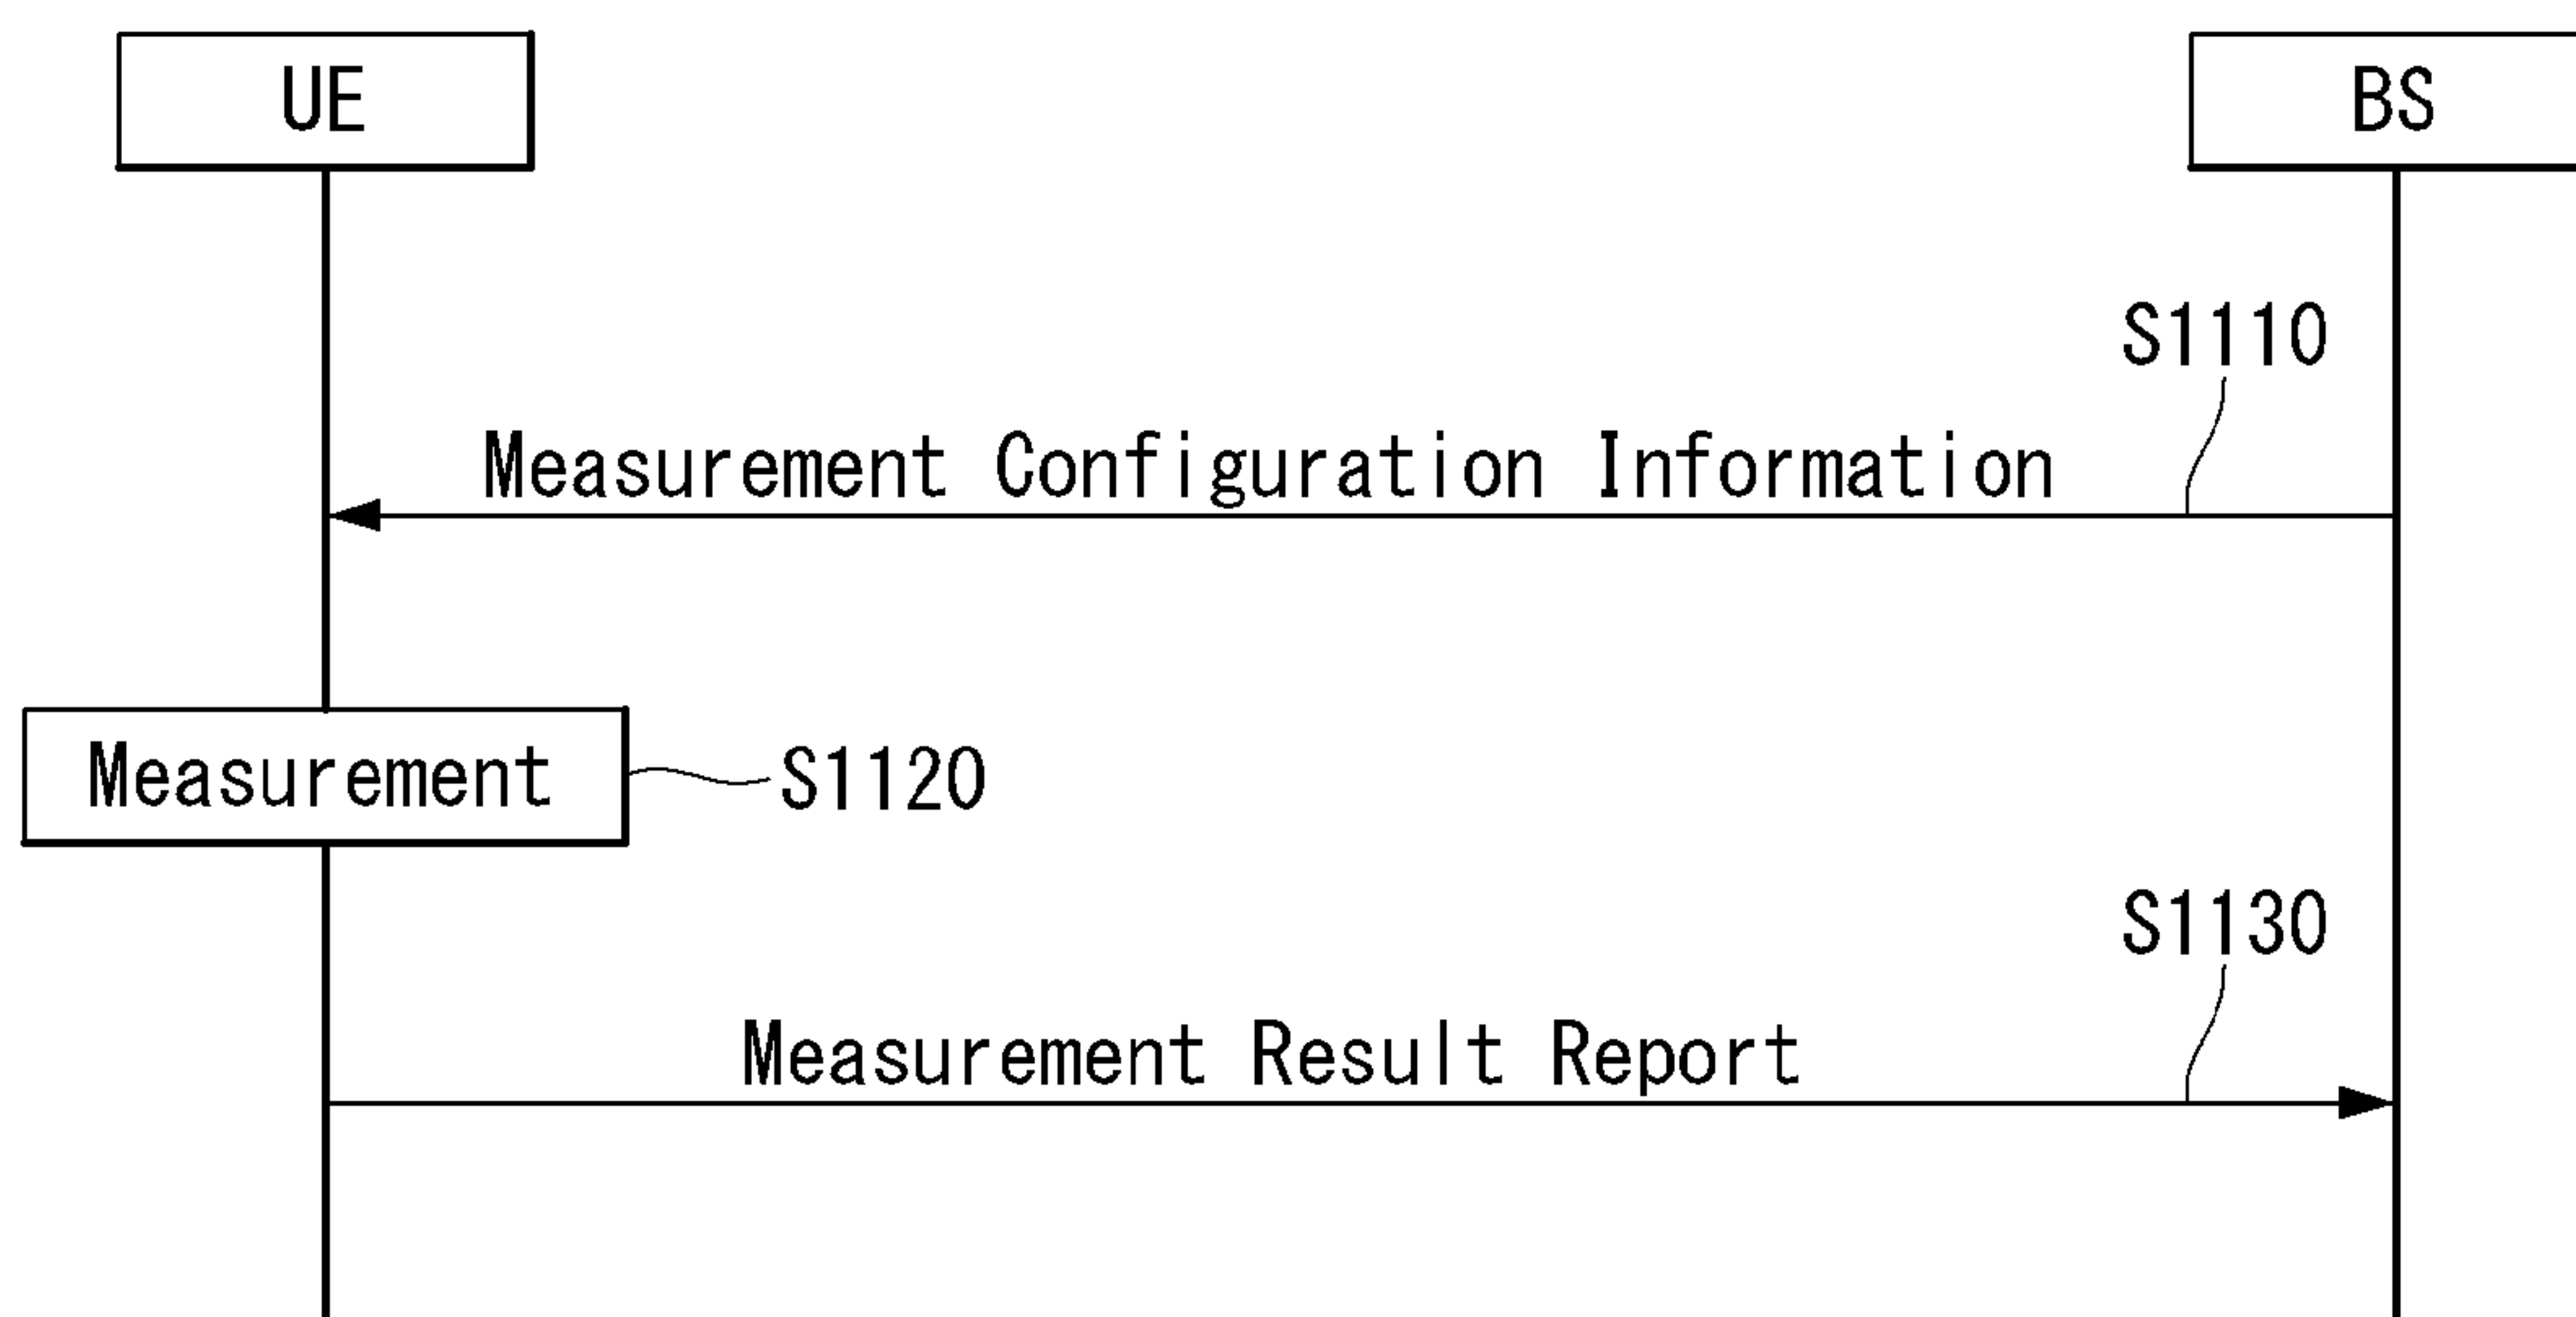 UE
BS
S1110
Measurement Configuration Information
Measurement
S1120
S1130
Measurement Result Report